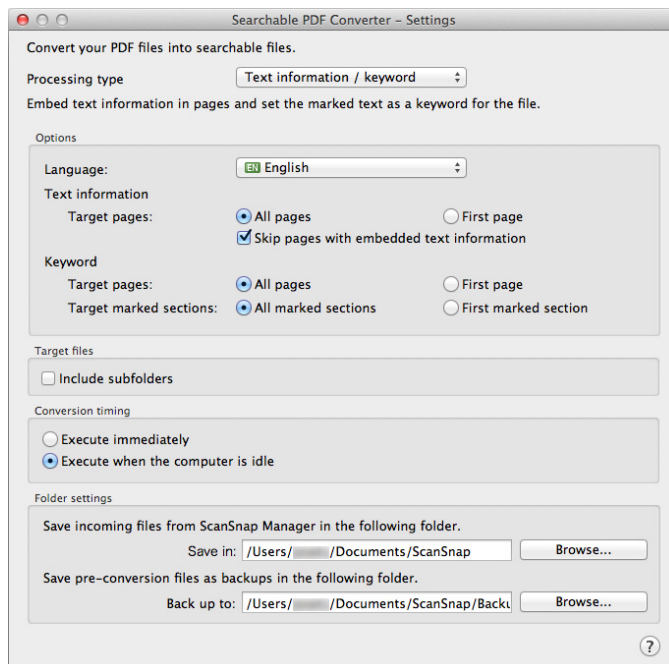 Searchable PDF Converter – Settings
Convert your PDF files into searchable files.
Processing type Text information / keyword
Embed text information in pages and set the marked text as a keyword for the file.
Options
Language: EN English
Text information
Target pages: All pages First page
Skip pages with embedded text information
Keyword
Target pages: All pages First page
Target marked sections: All marked sections First marked section
Target files
Include subfolders
Conversion timing
Execute immediately
Execute when the computer is idle
Folder settings
Save incoming files from ScanSnap Manager in the following folder.
Save in: /Users/ /Documents/ScanSnap Browse...
Save pre-conversion files as backups in the following folder.
Back up to: /Users/ /Documents/ScanSnap/Backu Browse...
?